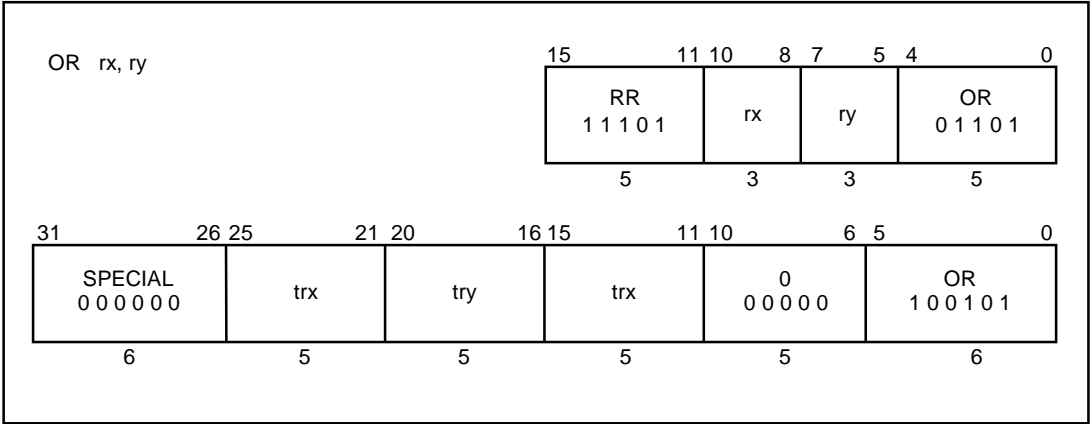 OR rx, ry
15 11 10 8 7 5 4 0
RR rx ry OR
1 1 1 0 1 0 1 1 0 1
5 3 3 5
31 26 25 21 20 16 15 11 10 6 5 0
SPECIAL trx try trx 0 OR
0 0 0 0 0 0 0 0 0 0 0 1 0 0 1 0 1
6 5 5 5 5 6